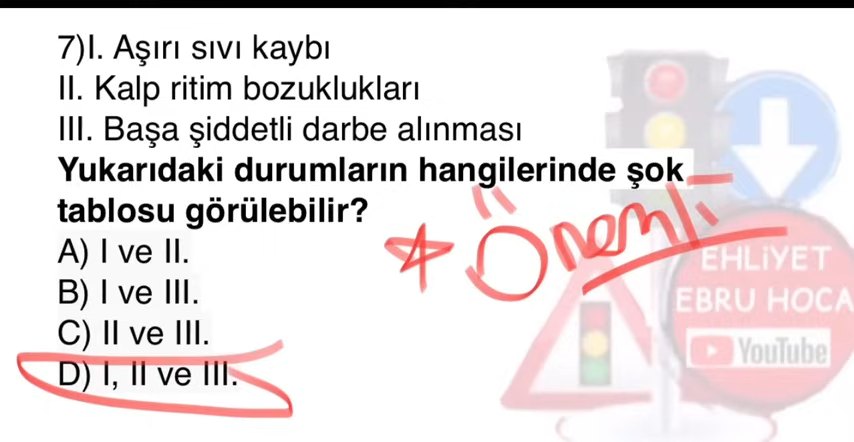 7)I. Aşırı sıvı kaybı
II. Kalp ritim bozuklukları
III. Başa şiddetli darbe alınması
Yukarıdaki durumların hangilerinde şok
tablosu görülebilir?
Önemli
A) I ve II.
B) I ve III.
C) II ve III.
D) I, II ve III.
EHLİYET
EBRU HOCA
YouTube